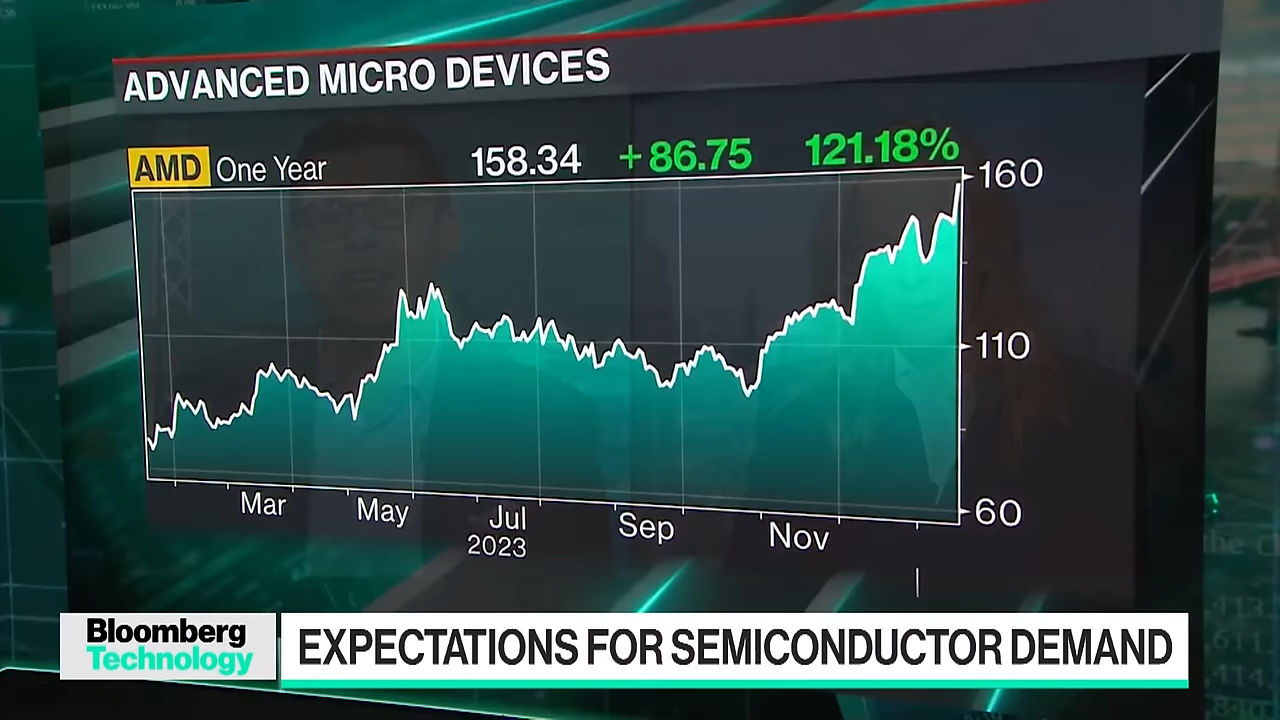 ADVANCED MICRO DEVICES
AMD One Year 158.34 +86.75 121.18%
160
110
60
Mar May Jul Sep Nov
2023
Bloomberg
Technology
EXPECTATIONS FOR SEMICONDUCTOR DEMAND